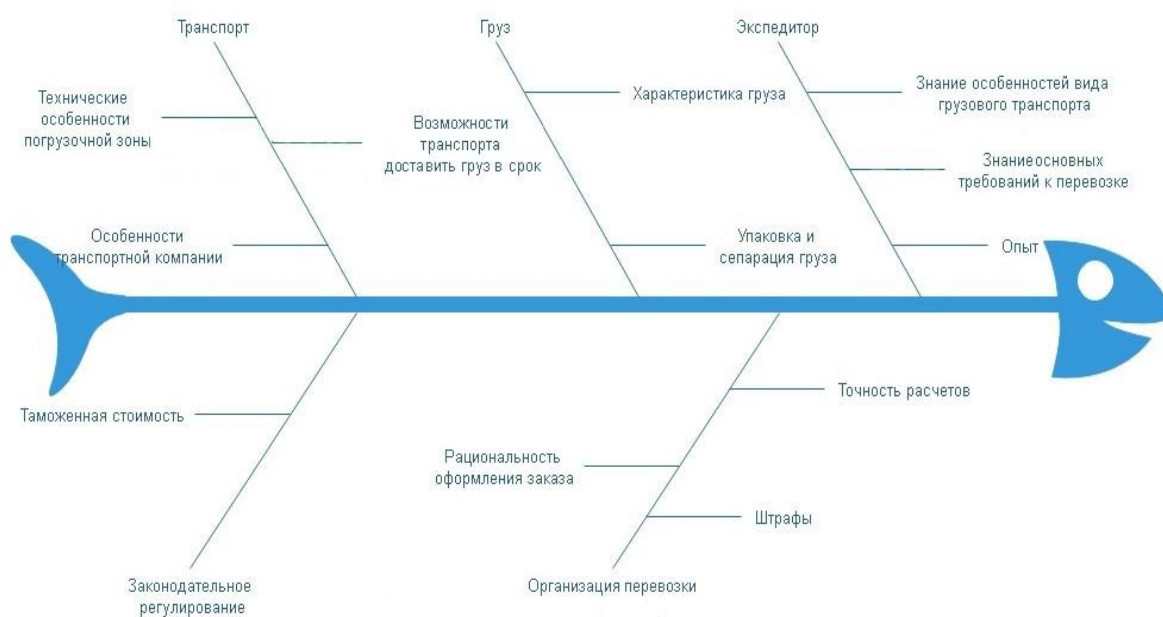 Транспорт
Груз
Экспедитор
Технические
особенности
погрузочной зоны
Возможности
транспорта
доставить груз в срок
Особенности
транспортной компании
Характеристика груза
Упаковка и
сепарация груза
Знание особенностей вида
грузового транспорта
Знание основных
требований к перевозке
Опыт
Таможенная стоимость
Законодательное
регулирование
Точность расчетов
Рациональность
оформления заказа
Штрафы
Организация перевозки